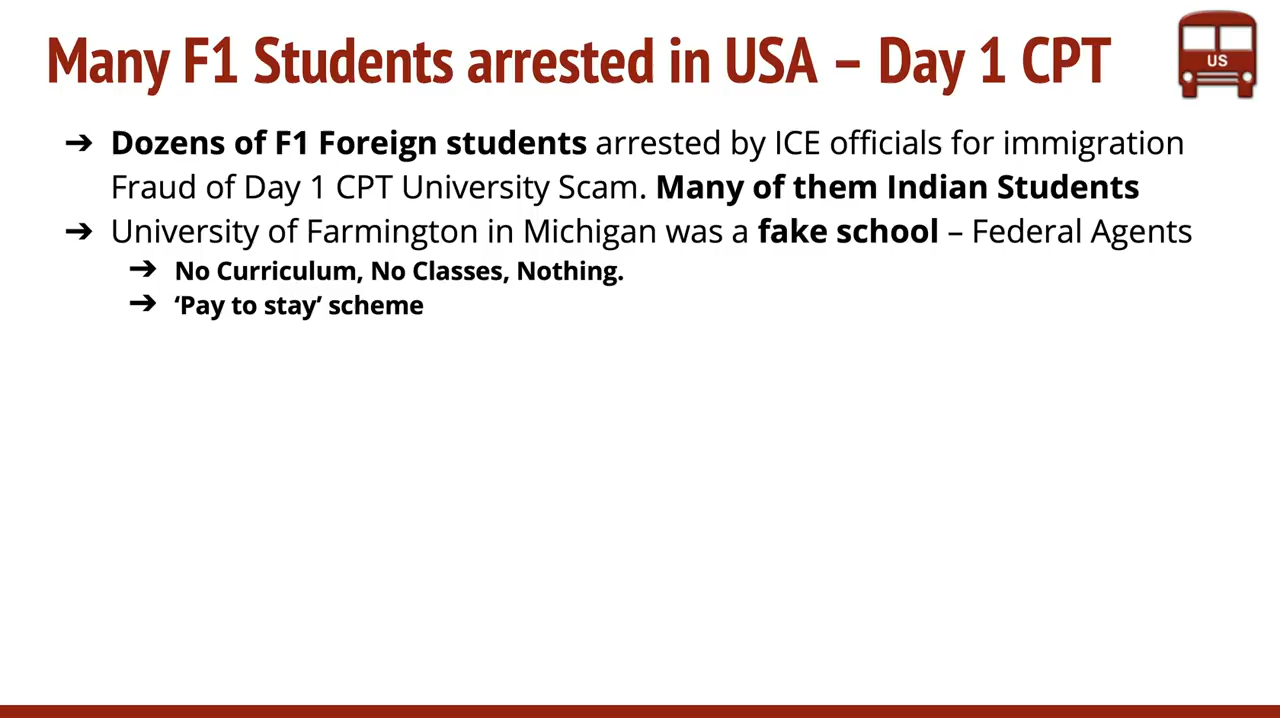 Many F1 Students arrested in USA – Day 1 CPT
US
➔ Dozens of F1 Foreign students arrested by ICE officials for immigration
Fraud of Day 1 CPT University Scam. Many of them Indian Students
➔ University of Farmington in Michigan was a fake school – Federal Agents
➔ No Curriculum, No Classes, Nothing.
➔ ‘Pay to stay’ scheme